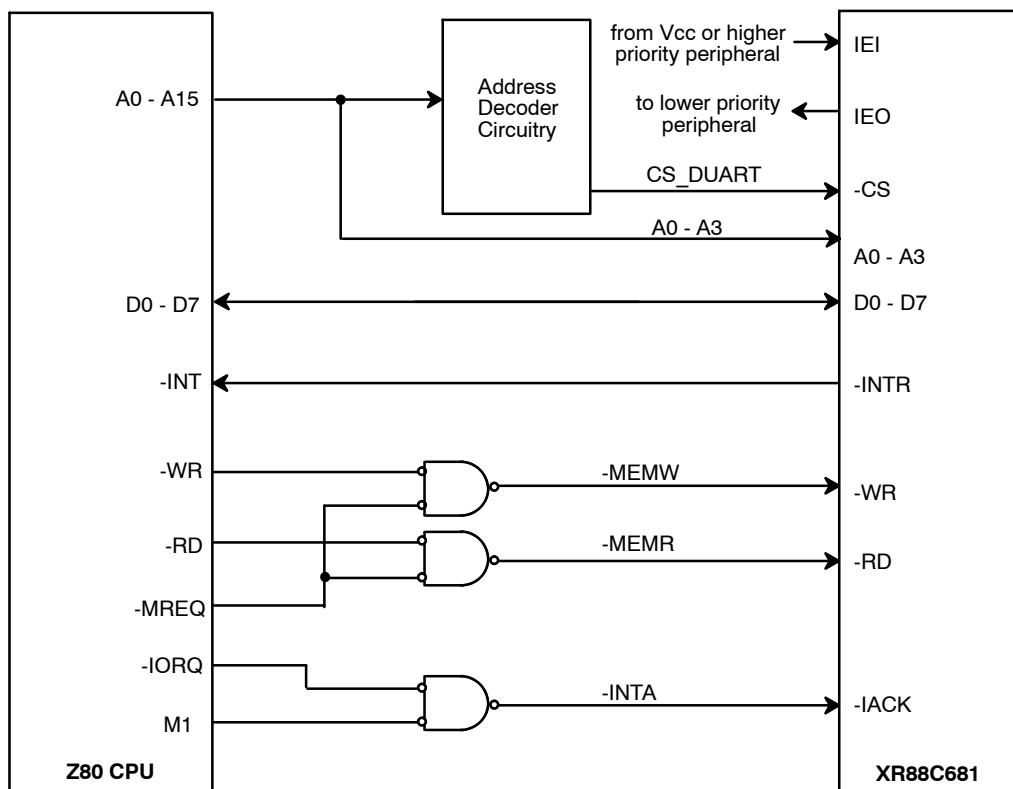 from Vcc or higher
priority peripheral
IEI
A0 - A15
Address
Decoder
Circuitry
to lower priority
peripheral
IEO
CS_DUART
-CS
A0 - A3
A0 - A3
D0 - D7
D0 - D7
-INT
-INTR
-WR
-MEMW
-WR
-RD
-MEMR
-RD
-MREQ
-IORQ
-INTA
-IACK
M1
Z80 CPU
XR88C681